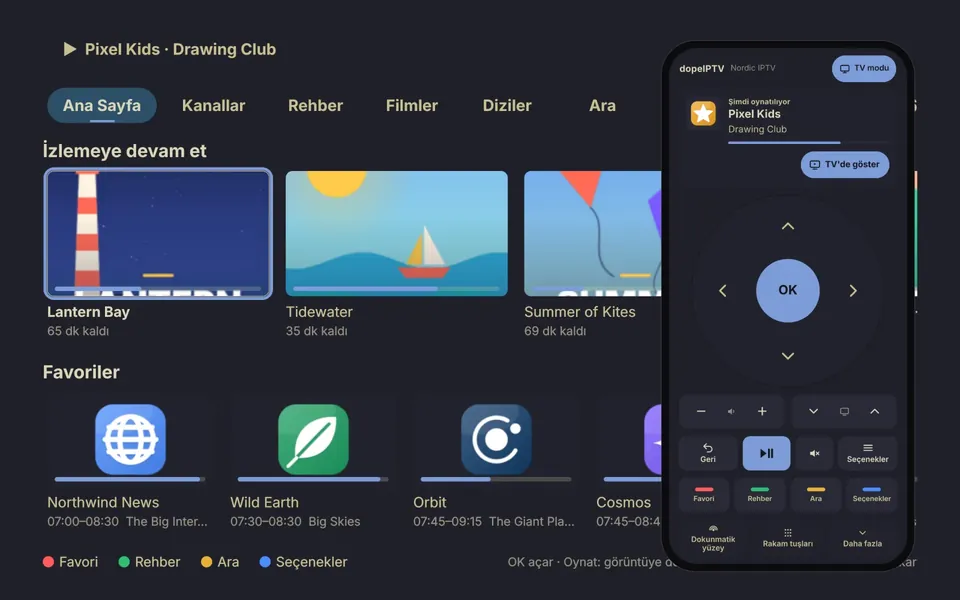 Pixel Kids · Drawing Club
Ana Sayfa
Kanallar
Rehber
Filmler
Diziler
Ara
İzlemeye devam et
Lantern Bay
65 dk kaldı
Tidewater
35 dk kaldı
Summer of Kites
69 dk kaldı
Favoriler
Northwind News
07:00–08:30 The Big Inter...
Wild Earth
07:30–08:30 Big Skies
Orbit
07:45–09:15 The Giant Pla...
Cosmos
07:45–08:4
Favori
Rehber
Ara
Seçenekler
OK açar · Oynat: görüntüye
dopeIPTV
Nordic IPTV
TV modu
Şimdi oynatılıyor
Pixel Kids
Drawing Club
TV'de göster
OK
Geri
Seçenekler
Favori
Rehber
Ara
Seçenekler
Dokunmatik
yüzey
Rakam tuşları
Daha fazla